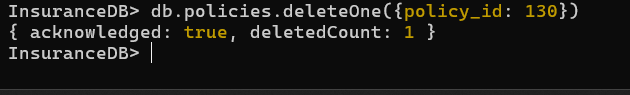 InsuranceDB> db.policies.deleteOne({policy_id: 130})
{ acknowledged: true, deletedCount: 1 }
InsuranceDB>